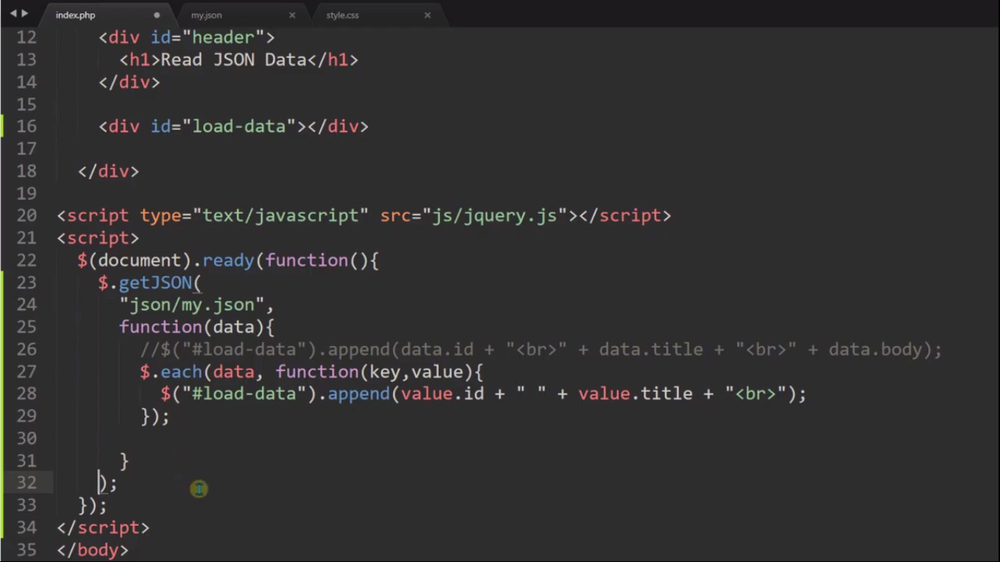 index.php my.json style.css
12 <div id="header">
13 <h1>Read JSON Data</h1>
14 </div>
15
16 <div id="load-data"></div>
17
18 </div>
19
20 <script type="text/javascript" src="js/jquery.js"></script>
21 <script>
22 $(document).ready(function(){
23 $.getJSON(
24 "json/my.json",
25 function(data){
26 //$("#load-data").append(data.id + "<br>" + data.title + "<br>" + data.body);
27 $.each(data, function(key,value){
28 $("#load-data").append(value.id + " " + value.title + "<br>");
29 });
30
31 }
32 );
33 });
34 </script>
35 </body>